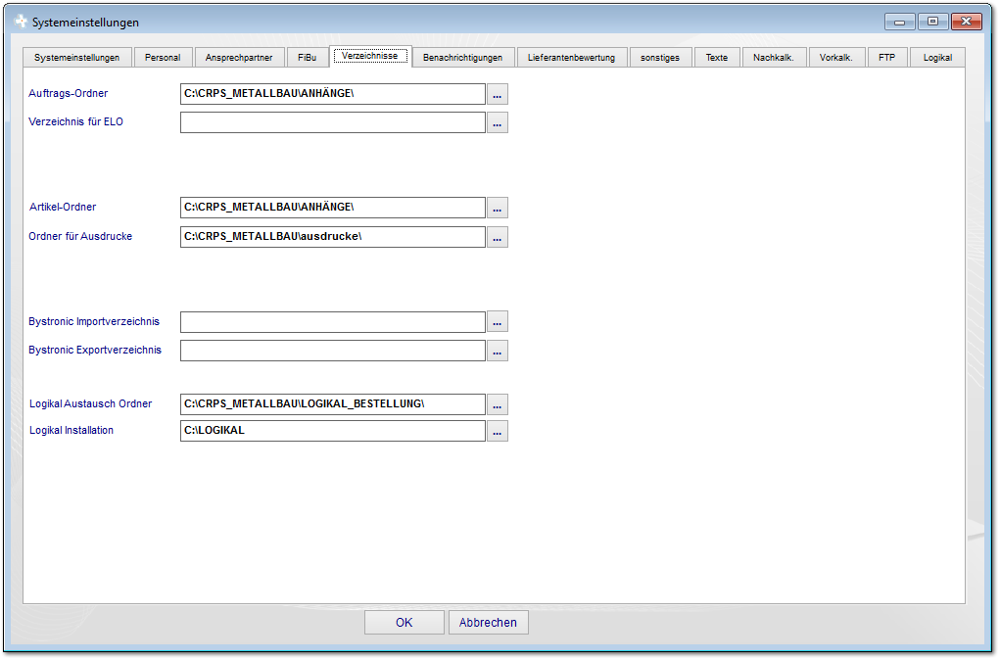 Systemeinstellungen
Systemeinstellungen Personal Ansprechpartner FiBu Verzeichnisse Benachrichtigungen Lieferantenbewertung sonstiges Texte Nachkalk. Vorkalk. FTP Logikal
Auftrags-Ordner C:\CRPS_METALLBAU\ANHÄNGE\ ...
Verzeichnis für ELO ...
Artikel-Ordner C:\CRPS_METALLBAU\ANHÄNGE\ ...
Ordner für Ausdrucke C:\CRPS_METALLBAU\ausdrucke\ ...
Bystronic Importverzeichnis ...
Bystronic Exportverzeichnis ...
Logikal Austausch Ordner C:\CRPS_METALLBAU\LOGIKAL_BESTELLUNG\ ...
Logikal Installation C:\LOGIKAL ...
OK Abbrechen